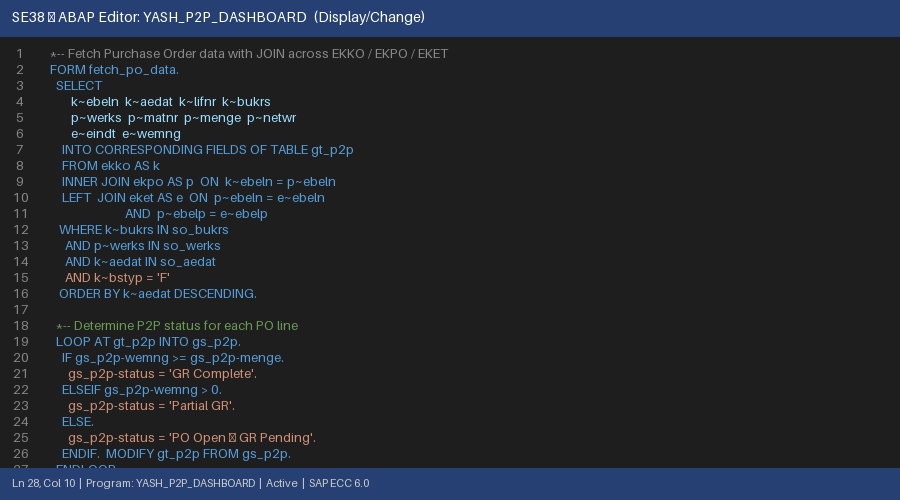 SE38 ▯ ABAP Editor: YASH_P2P_DASHBOARD (Display/Change)
1 *-- Fetch Purchase Order data with JOIN across EKKO / EKPO / EKET
2 FORM fetch_po_data.
3 SELECT
4 k~ebeln k~aedat k~lifnr k~bukrs
5 p~werks p~matnr p~menge p~netwr
6 e~eindt e~wemng
7 INTO CORRESPONDING FIELDS OF TABLE gt_p2p
8 FROM ekko AS k
9 INNER JOIN ekpo AS p ON k~ebeln = p~ebeln
10 LEFT JOIN eket AS e ON p~ebeln = e~ebeln
11 AND p~ebelp = e~ebelp
12 WHERE k~bukrs IN so_bukrs
13 AND p~werks IN so_werks
14 AND k~aedat IN so_aedat
15 AND k~bstyp = 'F'
16 ORDER BY k~aedat DESCENDING.
17
18 *-- Determine P2P status for each PO line
19 LOOP AT gt_p2p INTO gs_p2p.
20 IF gs_p2p-wemng >= gs_p2p-menge.
21 gs_p2p-status = 'GR Complete'.
22 ELSEIF gs_p2p-wemng > 0.
23 gs_p2p-status = 'Partial GR'.
24 ELSE.
25 gs_p2p-status = 'PO Open ▯ GR Pending'.
26 ENDIF. MODIFY gt_p2p FROM gs_p2p.
27 ENDLOOP
Ln 28, Col 10 | Program: YASH_P2P_DASHBOARD | Active | SAP ECC 6.0